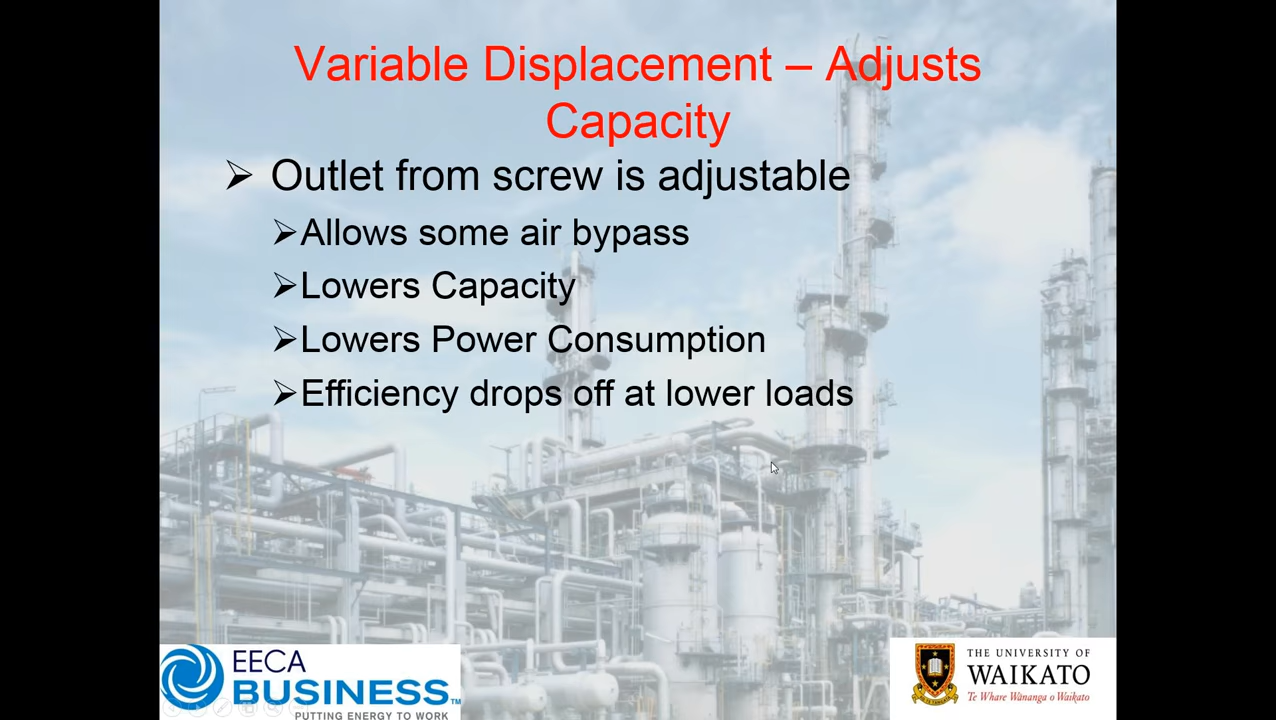 Variable Displacement – Adjusts
Capacity
➢ Outlet from screw is adjustable
➢Allows some air bypass
➢Lowers Capacity
➢Lowers Power Consumption
➢Efficiency drops off at lower loads
EECA
BUSINESS™
PUTTING ENERGY TO WORK
THE UNIVERSITY OF
WAIKATO
Te Whare Wānanga o Waikato